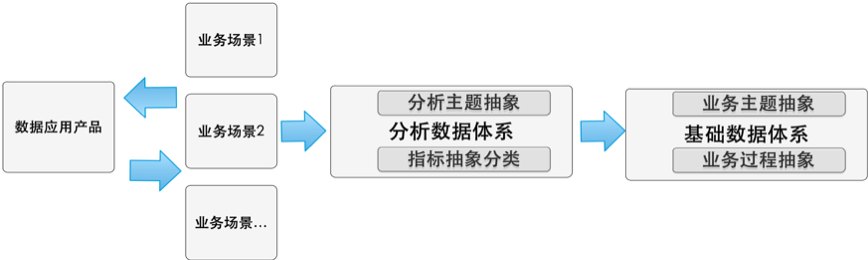 数据应用产品
业务场景1
业务场景2
业务场景...
分析主题抽象
分析数据体系
指标抽象分类
业务主题抽象
基础数据体系
业务过程抽象